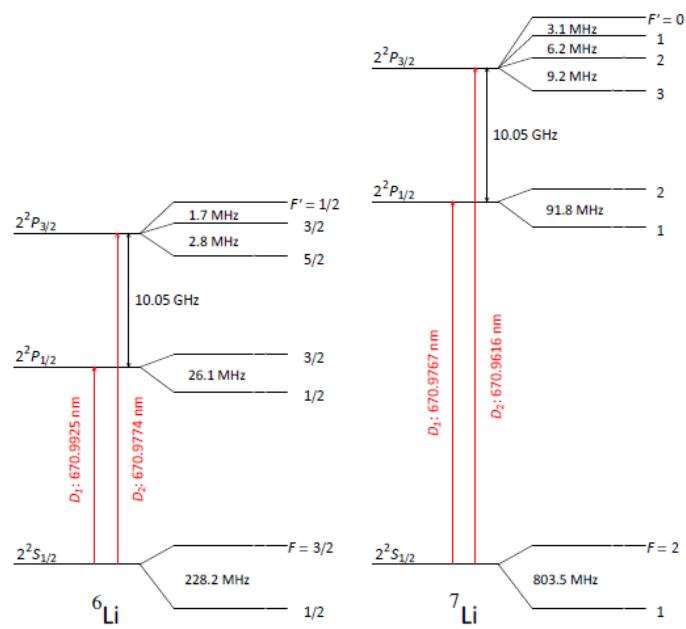 F' = 1/2
1.7 MHz
2²P₃/₂
3/2
2.8 MHz
5/2
10.05 GHz
2²P₁/₂
3/2
26.1 MHz
1/2
D₁: 670.9925 nm
D₂: 670.9774 nm
2²S₁/₂
F = 3/2
228.2 MHz
1/2
⁶Li
F' = 0
3.1 MHz
1
6.2 MHz
2
2²P₃/₂
9.2 MHz
3
10.05 GHz
2²P₁/₂
2
91.8 MHz
1
D₁: 670.9767 nm
D₂: 670.9616 nm
2²S₁/₂
F = 2
803.5 MHz
1
⁷Li